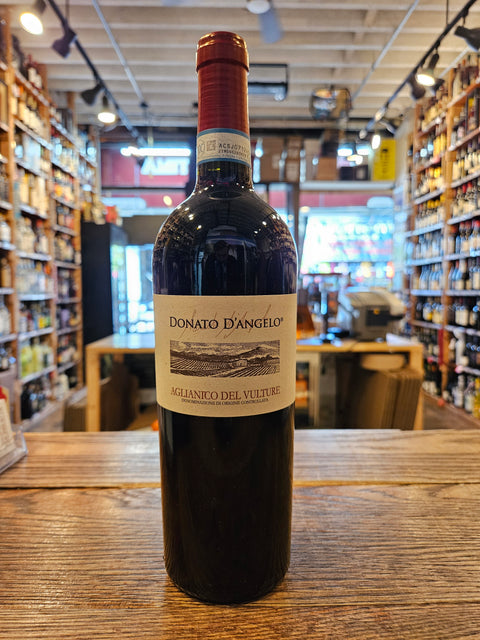 DONATO D'ANGELO®
AGLIANICO DEL VULTURE
DENOMINAZIONE DI ORIGINE CONTROLLATA